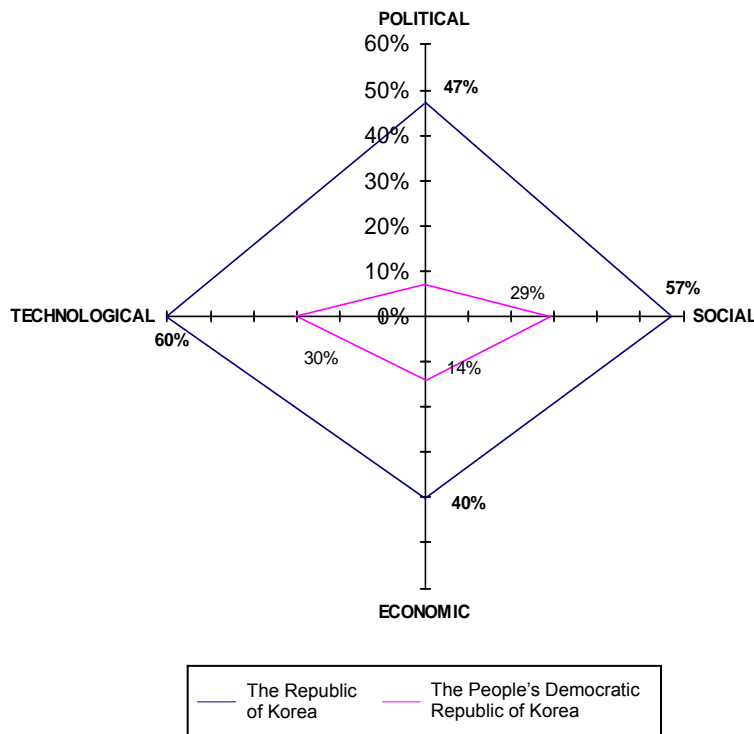 POLITICAL
60%
50%
47%
40%
30%
20%
10%
29%
57%
TECHNOLOGICAL
0%
SOCIAL
60%
30%
14%
40%
ECONOMIC
The Republic
of Korea
The People's Democratic
Republic of Korea